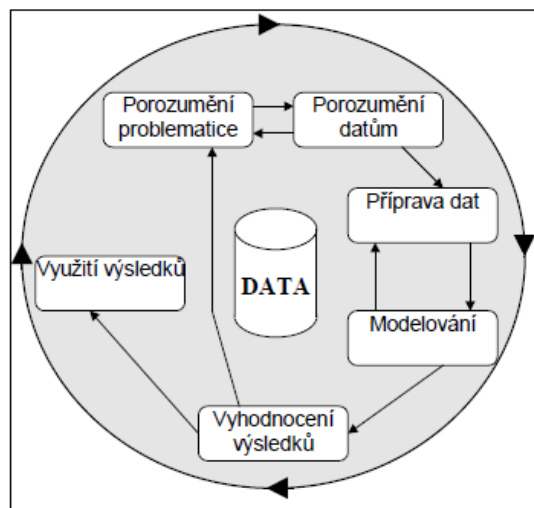 Porozumění
problematice
Porozumění
datům
Příprava dat
Využití výsledků
DATA
Modelování
Vyhodnocení
výsledků